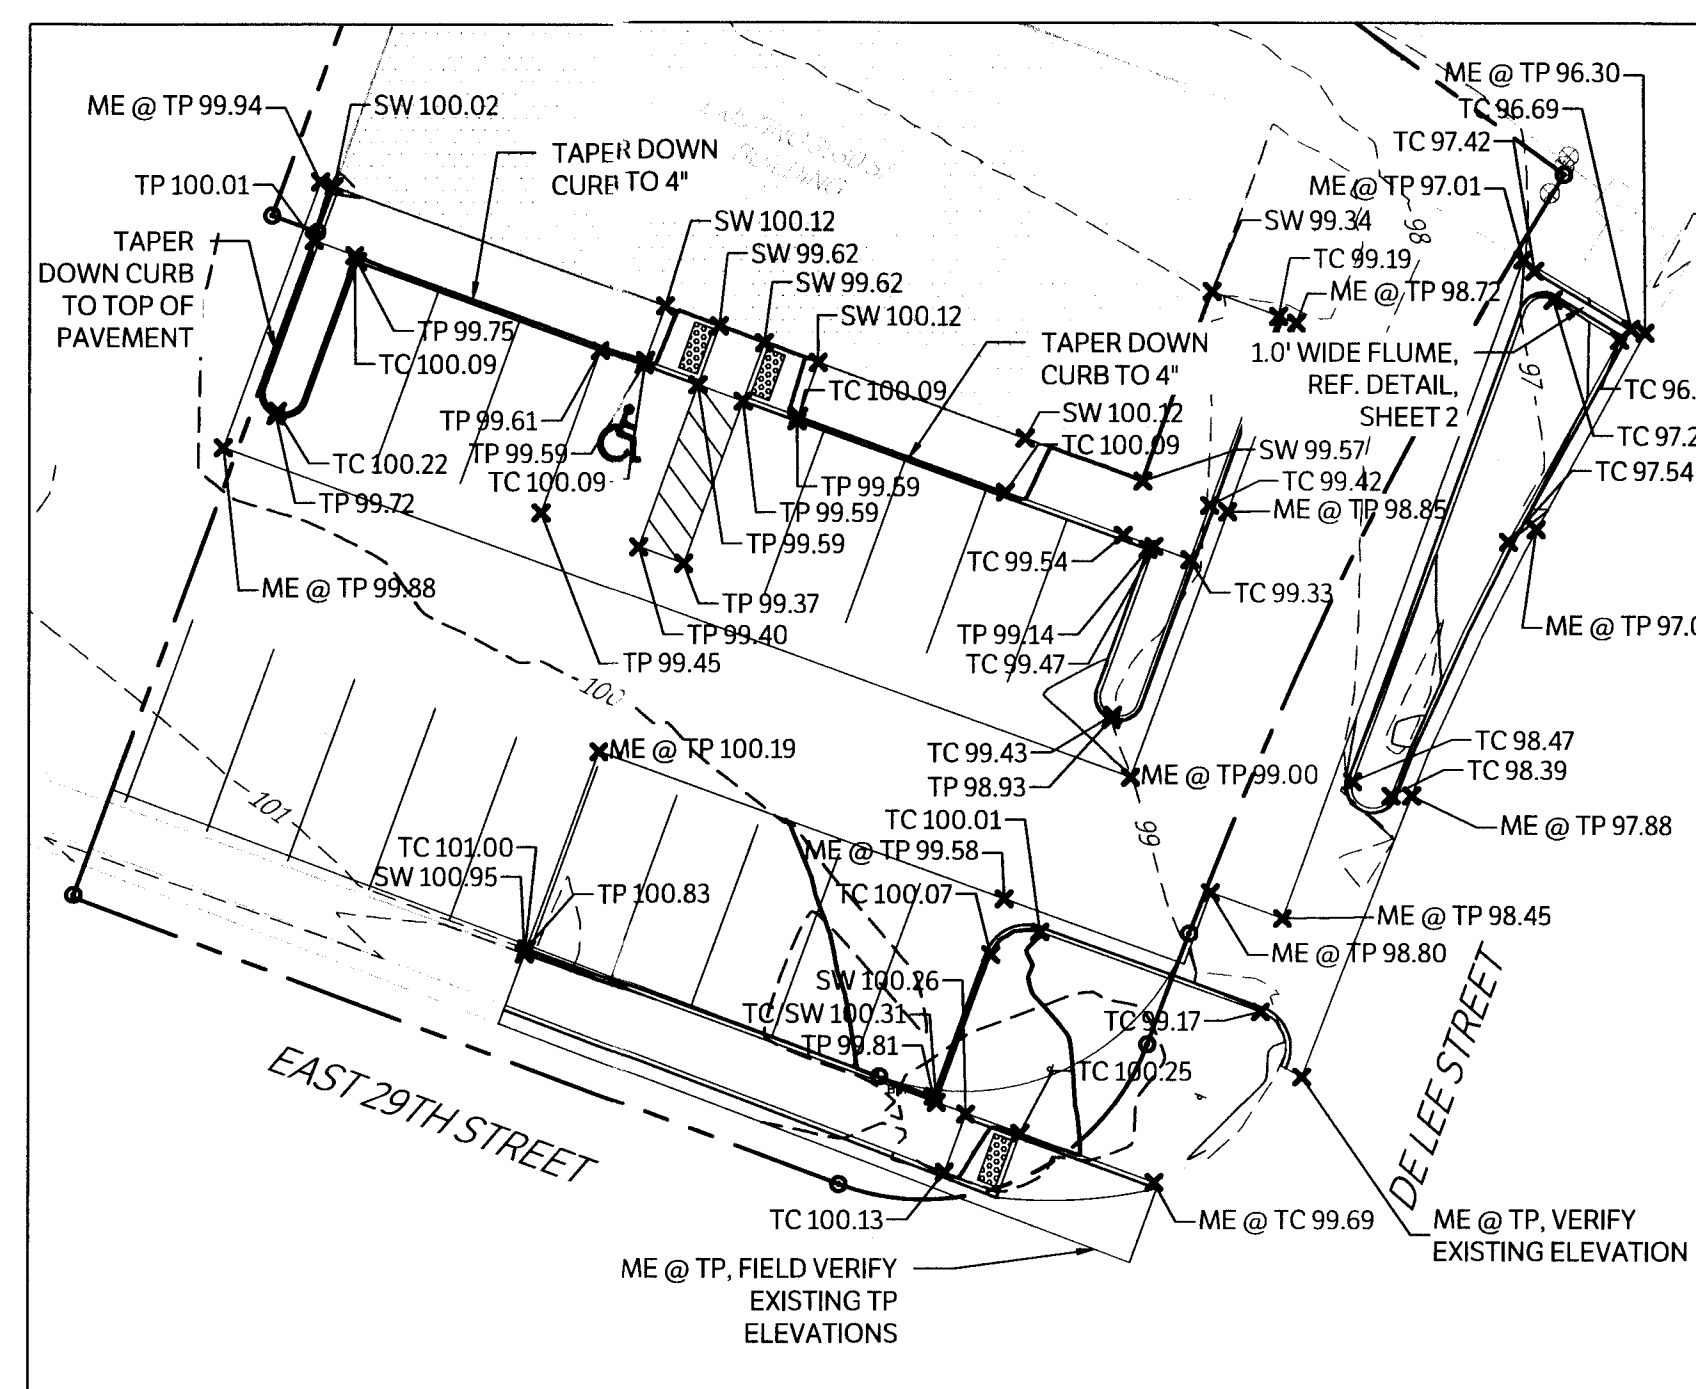 ME @ TP 96.30
TC 96.69
TC 97.42
ME @ TP 97.01
ME @ TP 99.94
SW 100.02
TAPER DOWN
CURB TO 4"
TP 100.01
TAPER
DOWN CURB
TO TOP OF
PAVEMENT
SW 100.12
SW 99.62
SW 99.62
SW 100.12
SW 99.34
98
TC 99.19
ME @ TP 98.72
TP 99.75
TC 100.09
TAPER DOWN
CURB TO 4"
1.0' WIDE FLUME,
REF. DETAIL,
SHEET 2
97
TC 96.
TC 97.2
TC 97.54
TC 100.09
SW 100.12
TC 100.09
TP 99.61
TP 99.59
TC 100.09
SW 99.57
TC 99.42
ME @ TP 98.85
TC 100.22
TP 99.72
TP 99.59
TP 99.59
TP 99.59
TC 99.54
TC 99.33
ME @ TP 99.88
TP 99.37
TP 99.40
TP 99.45
TP 99.14
TC 99.47
ME @ TP 97.0
100
ME @ TP 100.19
TC 99.43
TP 98.93
ME @ TP 99.00
TC 98.47
TC 98.39
ME @ TP 97.88
101
99
TC 100.01
ME @ TP 99.58
TC 101.00
SW 100.95
TP 100.83
TC 100.07
ME @ TP 98.45
ME @ TP 98.80
SW 100.26
TC/SW 100.31
TP 99.81
TC 99.17
TC 100.25
EAST 29TH STREET
DE LEE STREET
TC 100.13
ME @ TC 99.69
ME @ TP, VERIFY
EXISTING ELEVATION
ME @ TP, FIELD VERIFY
EXISTING TP
ELEVATIONS